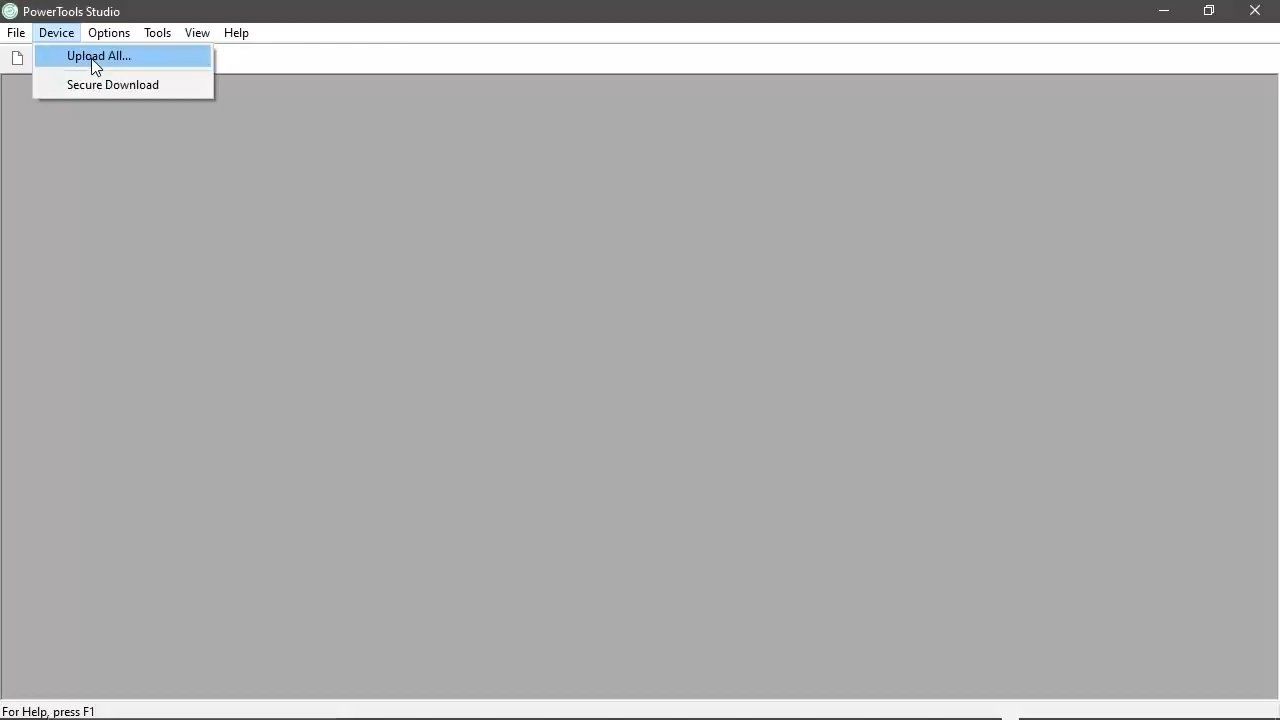 PowerTools Studio
File Device Options Tools View Help
Upload All...
Secure Download
For Help, press F1